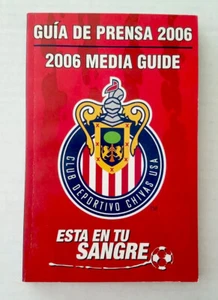 GUÍA DE PRENSA 2006
2006 MEDIA GUIDE
CLUB DEPORTIVO CHIVAS USA
ESTA EN TU
SANGRE